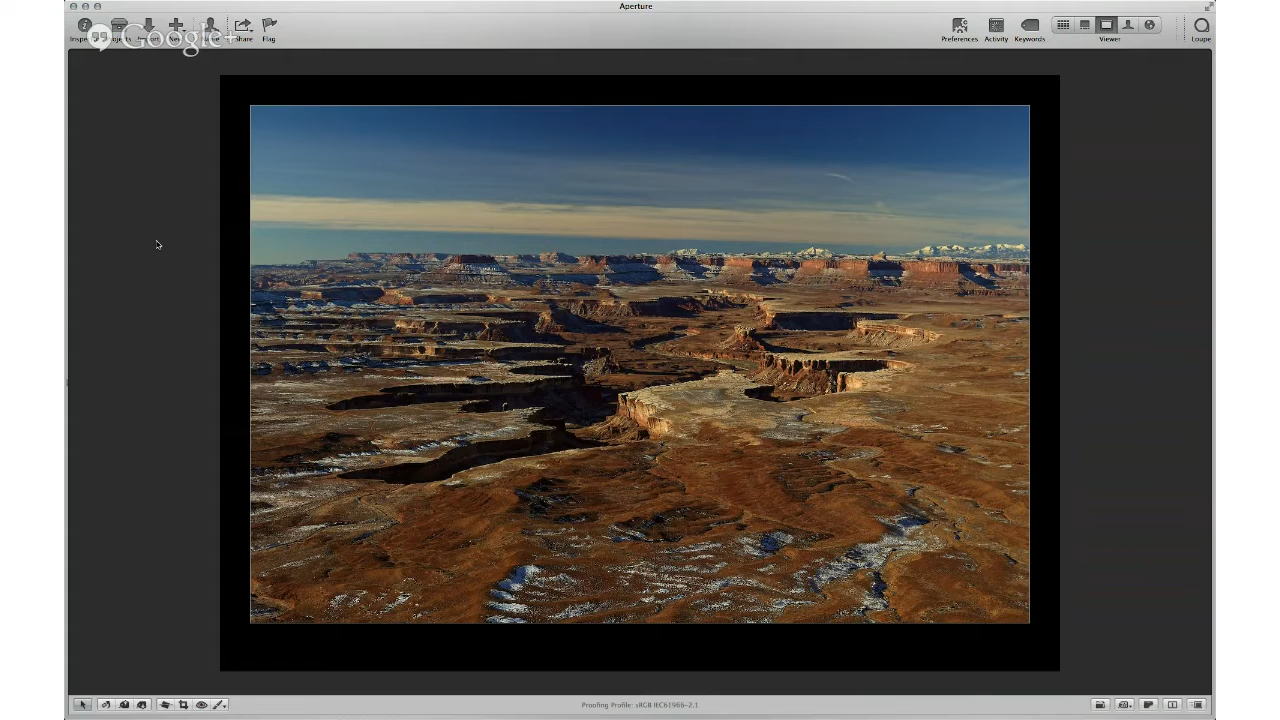 Aperture
Google+
Share
Flag
Preferences
Activity
Keywords
Viewer
Loupe
Proofing Profile: sRGB IEC61966-2.1